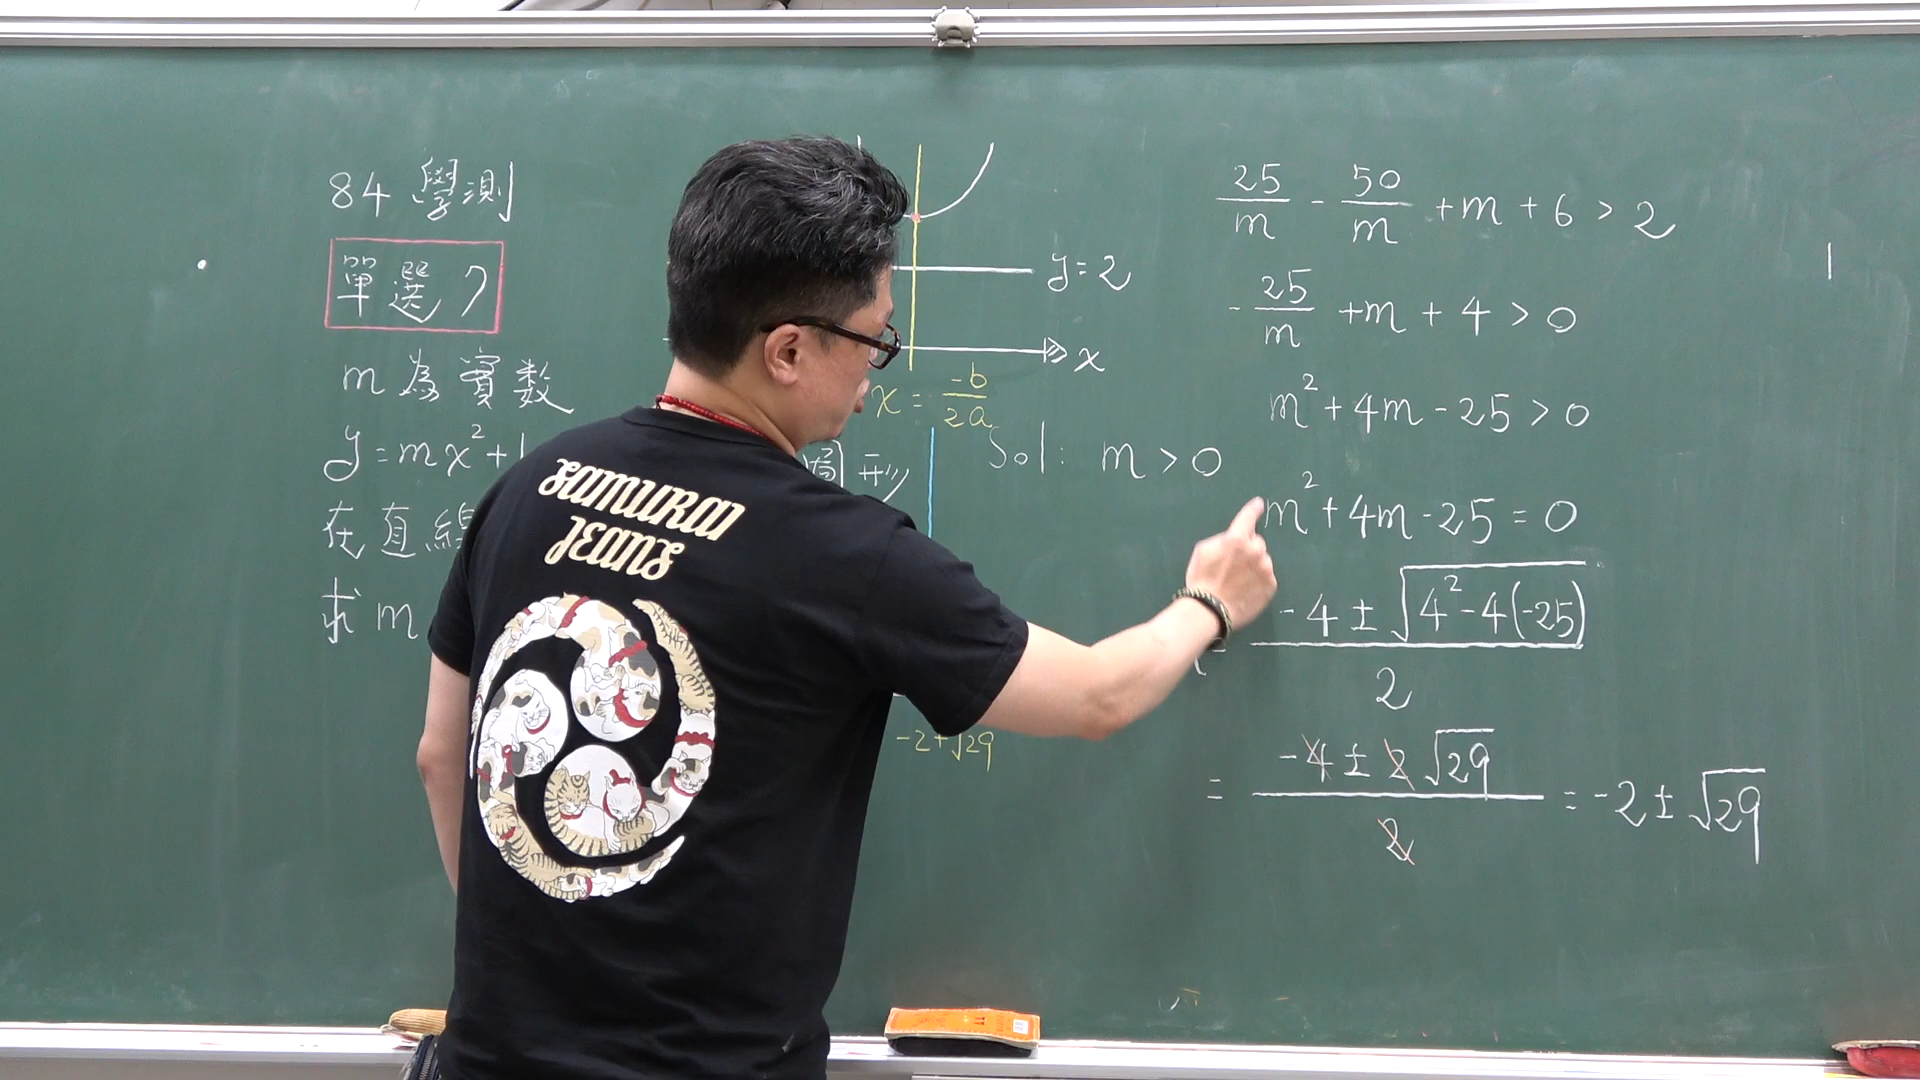 84 學測
單選 7
m 為實數
y = mx² + 1 圖形
在直線
求 m
y = 2
x
x = -b/2a
Sol: m > 0
-2+√29
25/m - 50/m + m + 6 > 2
-25/m + m + 4 > 0
m² + 4m - 25 > 0
m² + 4m - 25 = 0
= -4 ± √(4² - 4(-25)) / 2
= -4 ± 2√29 / 2 = -2 ± √29
SAMURAI
JEANS